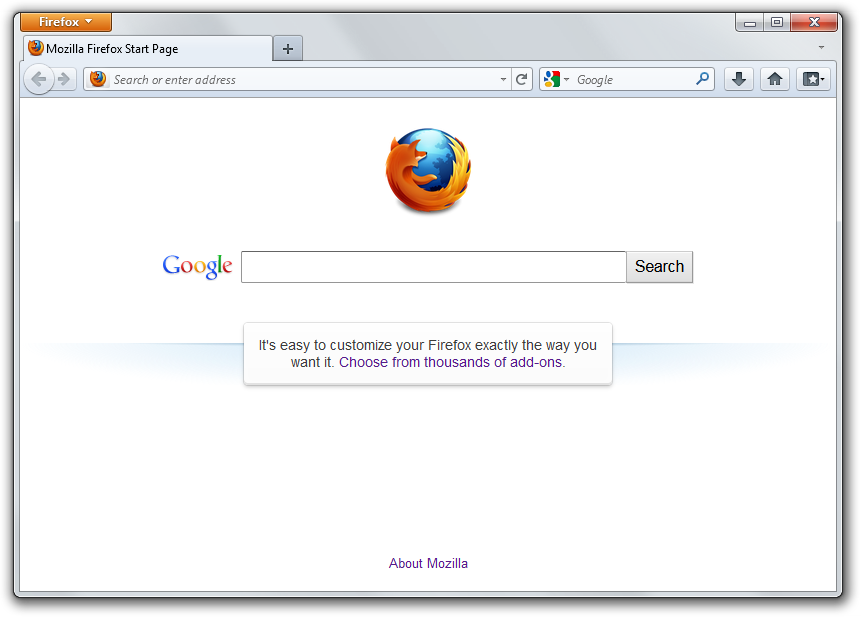 Firefox
Mozilla Firefox Start Page
Search or enter address
Google
Google
Search
It's easy to customize your Firefox exactly the way you
want it. Choose from thousands of add-ons.
About Mozilla